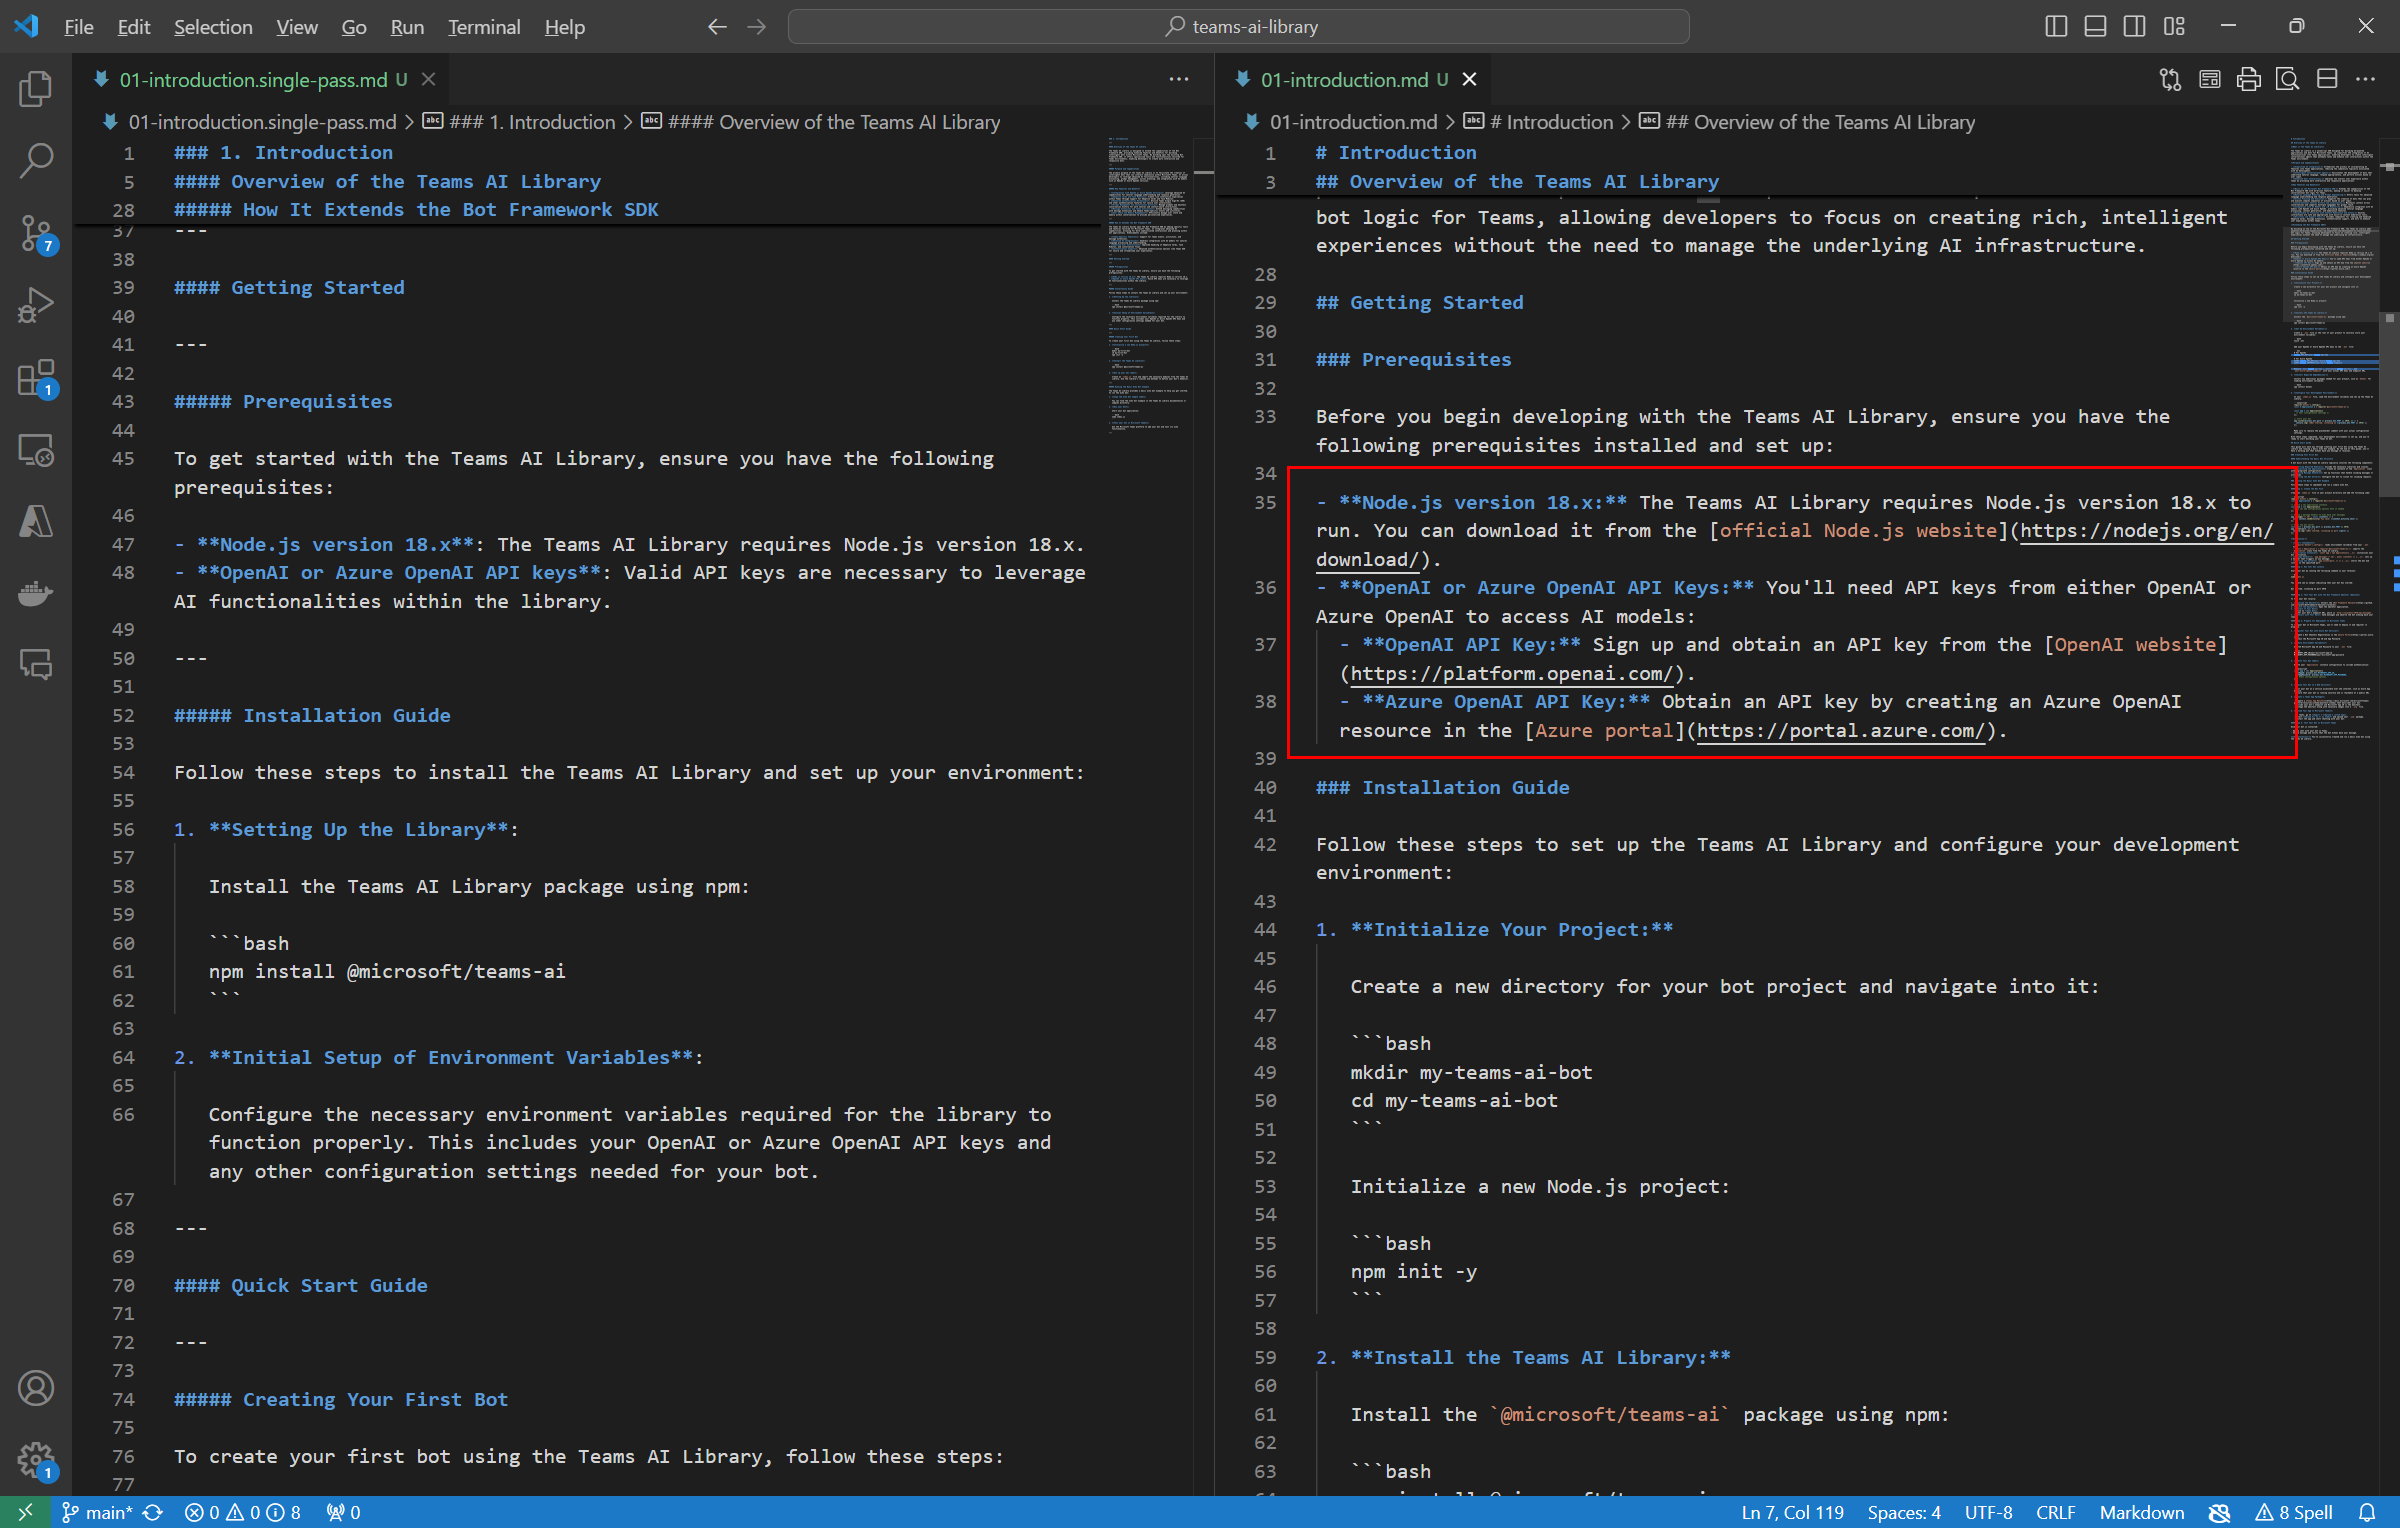 File Edit Selection View Go Run Terminal Help
teams-ai-library
01-introduction.single-pass.md U
01-introduction.single-pass.md > ### 1. Introduction > #### Overview of the Teams AI Library
1 ### 1. Introduction
5 #### Overview of the Teams AI Library
28 ##### How It Extends the Bot Framework SDK
37 ---
38
39 #### Getting Started
40
41 ---
42
43 ##### Prerequisites
44
45 To get started with the Teams AI Library, ensure you have the following
prerequisites:
46
47 - **Node.js version 18.x**: The Teams AI Library requires Node.js version 18.x.
48 - **OpenAI or Azure OpenAI API keys**: Valid API keys are necessary to leverage
AI functionalities within the library.
49
50 ---
51
52 ##### Installation Guide
53
54 Follow these steps to install the Teams AI Library and set up your environment:
55
56 1. **Setting Up the Library**:
57
58 Install the Teams AI Library package using npm:
59
60 ```bash
61 npm install @microsoft/teams-ai
62 ```
63
64 2. **Initial Setup of Environment Variables**:
65
66 Configure the necessary environment variables required for the library to
function properly. This includes your OpenAI or Azure OpenAI API keys and
any other configuration settings needed for your bot.
67
68 ---
69
70 #### Quick Start Guide
71
72 ---
73
74 ##### Creating Your First Bot
75
76 To create your first bot using the Teams AI Library, follow these steps:
77
01-introduction.md U
01-introduction.md > # Introduction > ## Overview of the Teams AI Library
1 # Introduction
3 ## Overview of the Teams AI Library
bot logic for Teams, allowing developers to focus on creating rich, intelligent
experiences without the need to manage the underlying AI infrastructure.
28
29 ## Getting Started
30
31 ### Prerequisites
32
33 Before you begin developing with the Teams AI Library, ensure you have the
following prerequisites installed and set up:
34
35 - **Node.js version 18.x:** The Teams AI Library requires Node.js version 18.x to
run. You can download it from the [official Node.js website](https://nodejs.org/en/
download/).
36 - **OpenAI or Azure OpenAI API Keys:** You'll need API keys from either OpenAI or
Azure OpenAI to access AI models:
37 - **OpenAI API Key:** Sign up and obtain an API key from the [OpenAI website]
(https://platform.openai.com/).
38 - **Azure OpenAI API Key:** Obtain an API key by creating an Azure OpenAI
resource in the [Azure portal](https://portal.azure.com/).
39
40 ### Installation Guide
41
42 Follow these steps to set up the Teams AI Library and configure your development
environment:
43
44 1. **Initialize Your Project:**
45
46 Create a new directory for your bot project and navigate into it:
47
48 ```bash
49 mkdir my-teams-ai-bot
50 cd my-teams-ai-bot
51 ```
52
53 Initialize a new Node.js project:
54
55 ```bash
56 npm init -y
57 ```
58
59 2. **Install the Teams AI Library:**
60
61 Install the `@microsoft/teams-ai` package using npm:
62
63 ```bash
7
1
1
main* 0 0 8 0
Ln 7, Col 119 Spaces: 4 UTF-8 CRLF Markdown 8 Spell